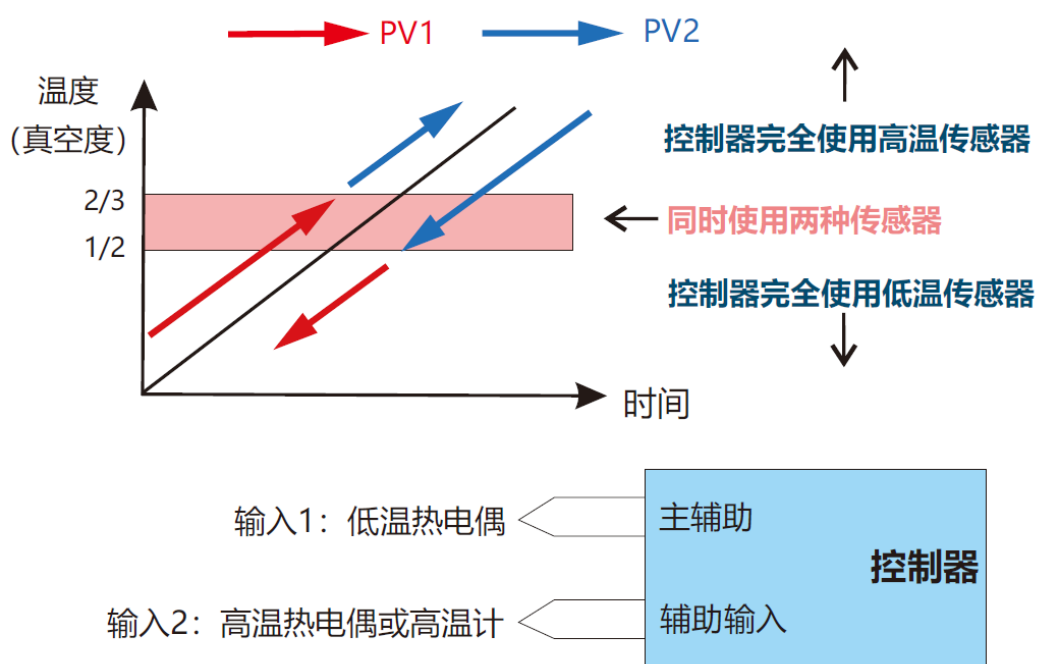 PV1
PV2
温度
(真空度)
控制器完全使用高温传感器
2/3
同时使用两种传感器
1/2
控制器完全使用低温传感器
时间
输入1：低温热电偶
主辅助
控制器
输入2：高温热电偶或高温计
辅助输入